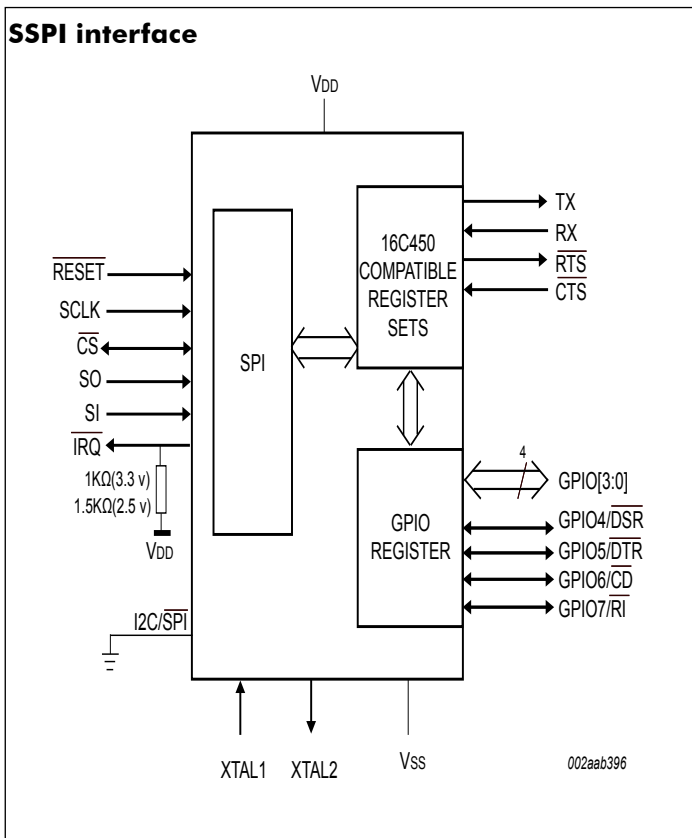 SSPI interface
VDD
RESET
SCLK
CS
SO
SI
IRQ
1KΩ(3.3 v)
1.5KΩ(2.5 v)
VDD
I2C/SPI
SPI
16C450
COMPATIBLE
REGISTER
SETS
TX
RX
RTS
CTS
GPIO
REGISTER
4
GPIO[3:0]
GPIO4/DSR
GPIO5/DTR
GPIO6/CD
GPIO7/RI
XTAL1
XTAL2
VSS
002aab396